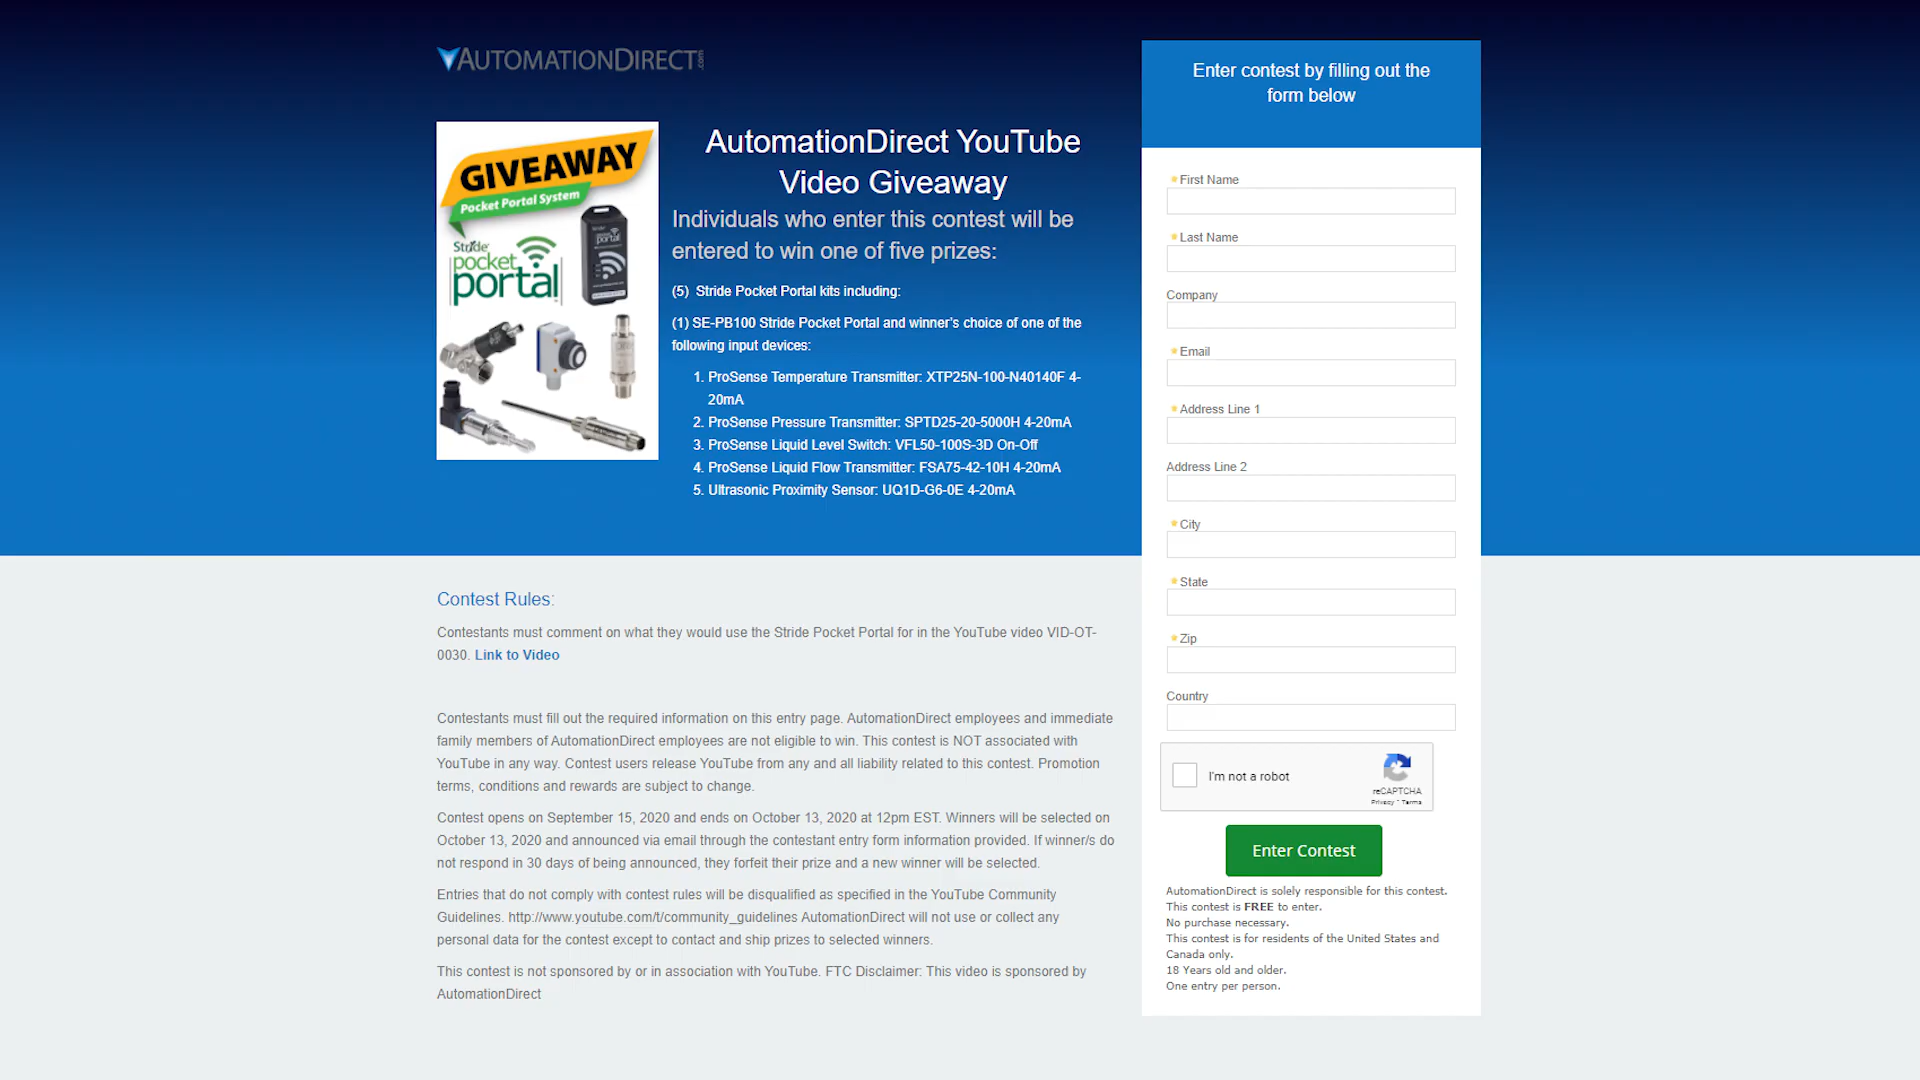 AUTOMATIONDIRECT.com
GIVEAWAY
Pocket Portal System
Stride
pocket
portal
AutomationDirect YouTube
Video Giveaway
Individuals who enter this contest will be
entered to win one of five prizes:
(5) Stride Pocket Portal kits including:
(1) SE-PB100 Stride Pocket Portal and winner's choice of one of the
following input devices:
1. ProSense Temperature Transmitter: XTP25N-100-N40140F 4-
20mA
2. ProSense Pressure Transmitter: SPTD25-20-5000H 4-20mA
3. ProSense Liquid Level Switch: VFL50-100S-3D On-Off
4. ProSense Liquid Flow Transmitter: FSA75-42-10H 4-20mA
5. Ultrasonic Proximity Sensor: UQ1D-G6-0E 4-20mA
Contest Rules:
Contestants must comment on what they would use the Stride Pocket Portal for in the YouTube video VID-OT-
0030. Link to Video
Contestants must fill out the required information on this entry page. AutomationDirect employees and immediate
family members of AutomationDirect employees are not eligible to win. This contest is NOT associated with
YouTube in any way. Contest users release YouTube from any and all liability related to this contest. Promotion
terms, conditions and rewards are subject to change.
Contest opens on September 15, 2020 and ends on October 13, 2020 at 12pm EST. Winners will be selected on
October 13, 2020 and announced via email through the contestant entry form information provided. If winner/s do
not respond in 30 days of being announced, they forfeit their prize and a new winner will be selected.
Entries that do not comply with contest rules will be disqualified as specified in the YouTube Community
Guidelines. http://www.youtube.com/t/community_guidelines AutomationDirect will not use or collect any
personal data for the contest except to contact and ship prizes to selected winners.
This contest is not sponsored by or in association with YouTube. FTC Disclaimer: This video is sponsored by
AutomationDirect
Enter contest by filling out the
form below
* First Name
* Last Name
Company
* Email
* Address Line 1
Address Line 2
* City
* State
* Zip
Country
I'm not a robot
reCAPTCHA
Privacy - Terms
Enter Contest
AutomationDirect is solely responsible for this contest.
This contest is FREE to enter.
No purchase necessary.
This contest is for residents of the United States and
Canada only.
18 Years old and older.
One entry per person.